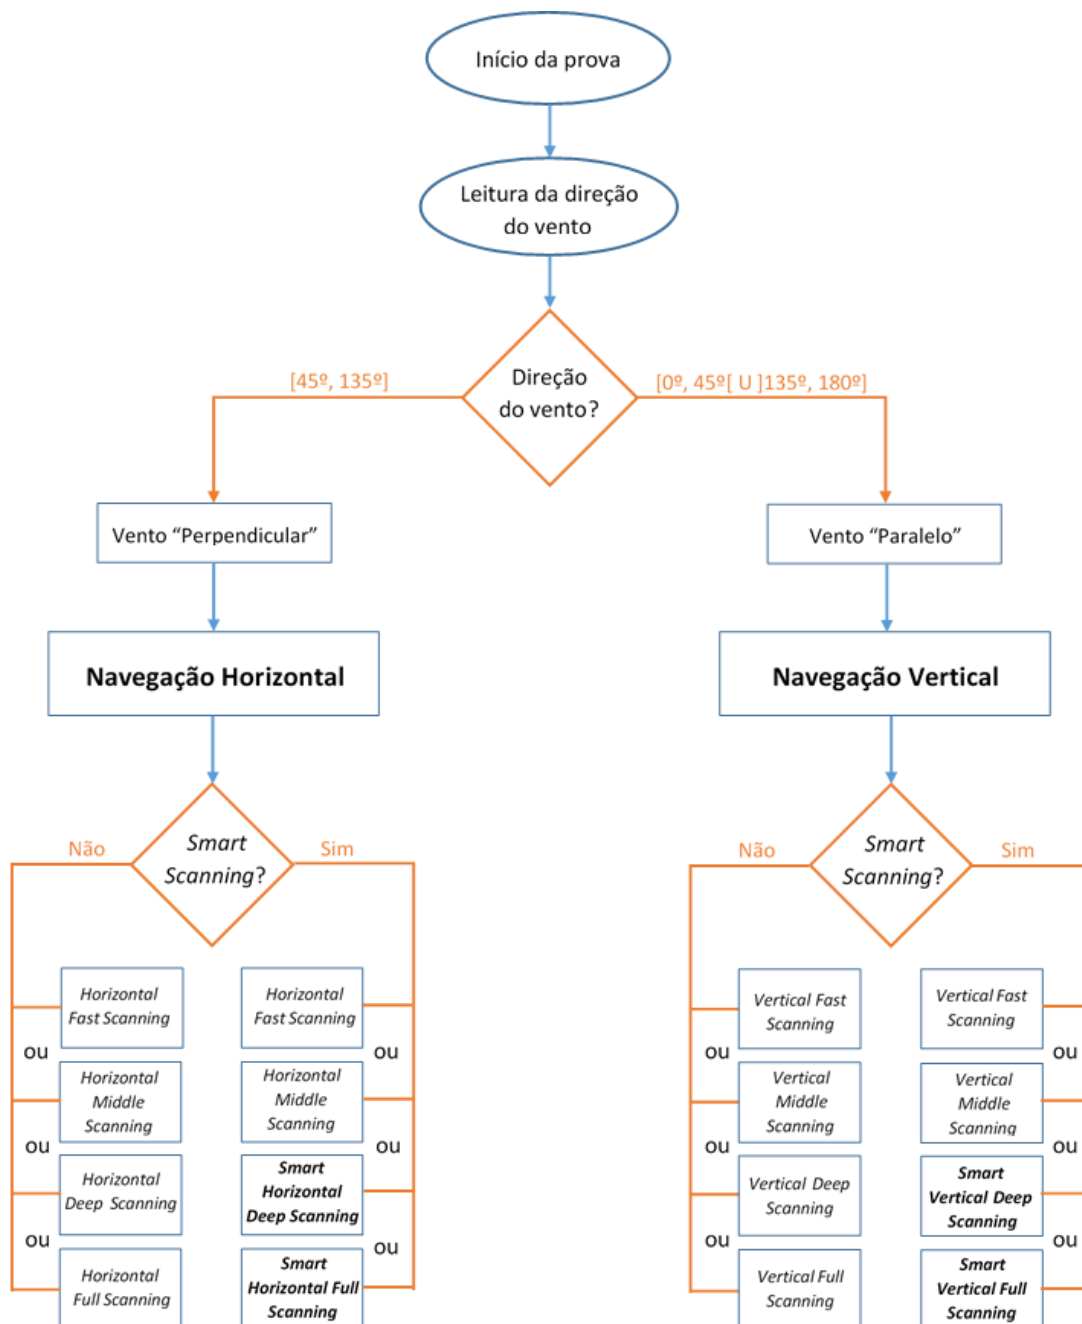 Início da prova
Leitura da direção
do vento
Direção
do vento?
[45º, 135º]
[0º, 45º[ U ]135º, 180º]
Vento “Perpendicular”
Vento “Paralelo”
Navegação Horizontal
Navegação Vertical
Smart
Scanning?
Não
Sim
Smart
Scanning?
Não
Sim
Horizontal
Fast Scanning
ou
Horizontal
Middle
Scanning
ou
Horizontal
Deep Scanning
ou
Horizontal
Full Scanning
Horizontal
Fast Scanning
ou
Horizontal
Middle
Scanning
ou
Smart
Horizontal
Deep Scanning
ou
Smart
Horizontal Full
Scanning
Vertical Fast
Scanning
ou
Vertical
Middle
Scanning
ou
Vertical Deep
Scanning
ou
Vertical Full
Scanning
Vertical Fast
Scanning
ou
Vertical
Middle
Scanning
ou
Smart
Vertical Deep
Scanning
ou
Smart
Vertical Full
Scanning